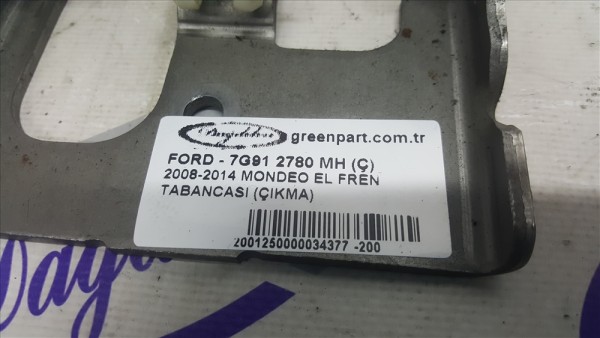 greenpart.com.tr
FORD - 7G91 2780 MH (Ç)
2008-2014 MONDEO EL FREN
TABANCASI (ÇIKMA)
2001250000034377 -200